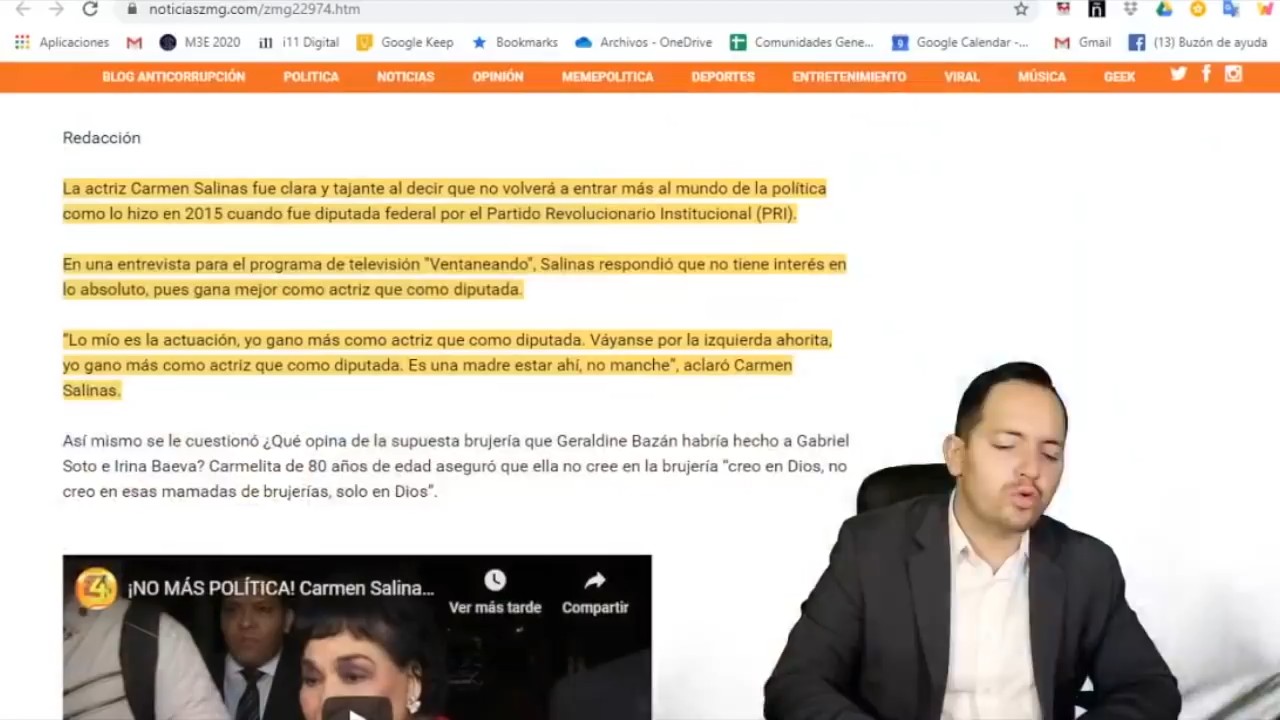 noticiaszmg.com/zmg22974.htm
Aplicaciones M3E 2020 i11 Digital Google Keep Bookmarks Archivos - OneDrive Comunidades Gene... Google Calendar -... Gmail (13) Buzón de ayuda
BLOG ANTICORRUPCIÓN POLITICA NOTICIAS OPINIÓN MEMEPOLITICA DEPORTES ENTRETENIMIENTO VIRAL MÚSICA GEEK
Redacción
La actriz Carmen Salinas fue clara y tajante al decir que no volverá a entrar más al mundo de la política
como lo hizo en 2015 cuando fue diputada federal por el Partido Revolucionario Institucional (PRI).
En una entrevista para el programa de televisión "Ventaneando", Salinas respondió que no tiene interés en
lo absoluto, pues gana mejor como actriz que como diputada.
"Lo mío es la actuación, yo gano más como actriz que como diputada. Váyanse por la izquierda ahorita,
yo gano más como actriz que como diputada. Es una madre estar ahí, no manche", aclaró Carmen
Salinas.
Así mismo se le cuestionó ¿Qué opina de la supuesta brujería que Geraldine Bazán habría hecho a Gabriel
Soto e Irina Baeva? Carmelita de 80 años de edad aseguró que ella no cree en la brujería "creo en Dios, no
creo en esas mamadas de brujerías, solo en Dios".
¡NO MÁS POLÍTICA! Carmen Salina...
Ver más tarde Compartir